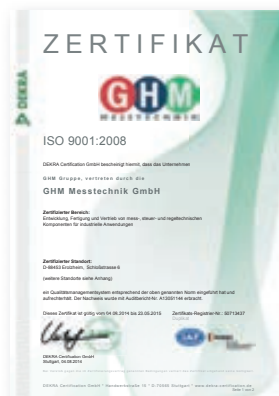 ZERTIFIKAT
DEKRA
GHM
MESSTECHNIK
ISO 9001:2008
DEKRA Certification GmbH bescheinigt hiermit, dass das Unternehmen
GHM Gruppe, vertreten durch die
GHM Messtechnik GmbH
Zertifizierter Bereich:
Entwicklung, Fertigung und Vertrieb von mess-, steuer- und regeltechnischen
Komponenten für industrielle Anwendungen
Zertifizierter Standort:
D-66453 Erolzheim, Schloßstrasse 6
(weitere Standorte siehe Anhang)
ein Qualitätsmanagementsystem entsprechend der oben genannten Norm eingeführt hat und
aufrechterhält. Der Nachweis wurde mit Auditbericht-Nr. A13051144 erbracht.
Dieses Zertifikat ist gültig vom 04.06.2014 bis 22.05.2015
Zertifikats-Registrier-Nr.: 50713427
DEKRA Certification GmbH
Stuttgart, 04.06.2014
IAF
DEKRA Certification GmbH * Handwerkstraße 15 * D-70565 Stuttgart * www.dekra-certification.de